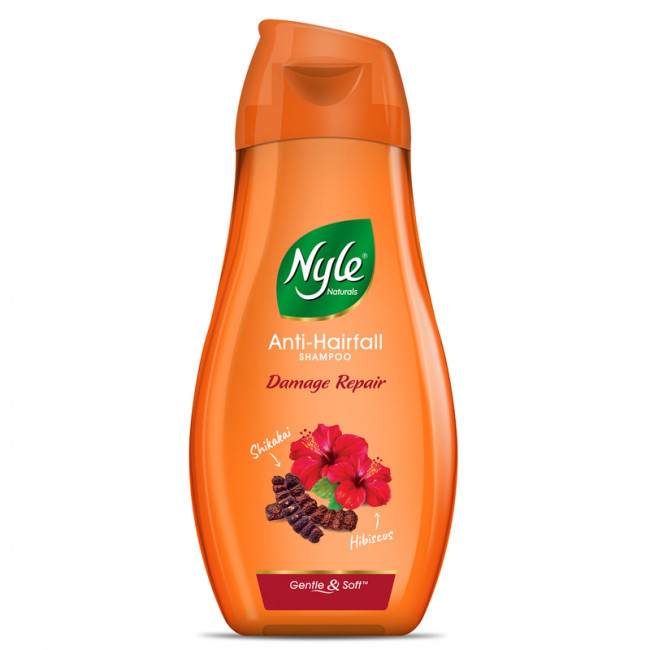 Nyle®
Naturals
Anti-Hairfall
SHAMPOO
Damage Repair
Shikakai
Hibiscus
Gentle & Soft™